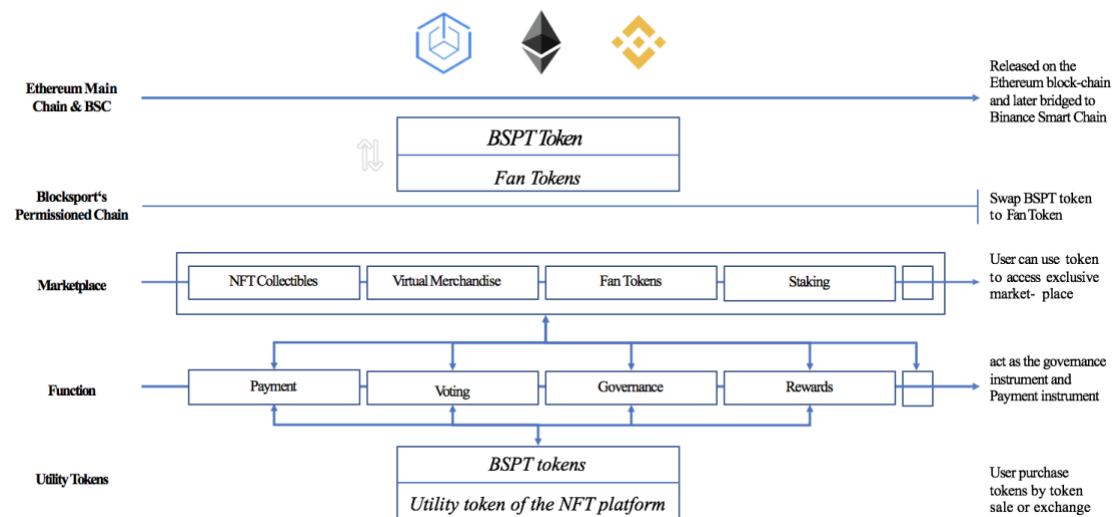 Ethereum Main
Chain & BSC
Released on the
Ethereum block-chain
and later bridged to
Binance Smart Chain
BSPT Token
Fan Tokens
Blocksport‘s
Permissioned Chain
Swap BSPT token
to Fan Token
Marketplace
NFT Collectibles
Virtual Merchandise
Fan Tokens
Staking
User can use token
to access exclusive
market- place
Function
Payment
Voting
Governance
Rewards
act as the governance
instrument and
Payment instrument
Utility Tokens
BSPT tokens
Utility token of the NFT platform
User purchase
tokens by token
sale or exchange